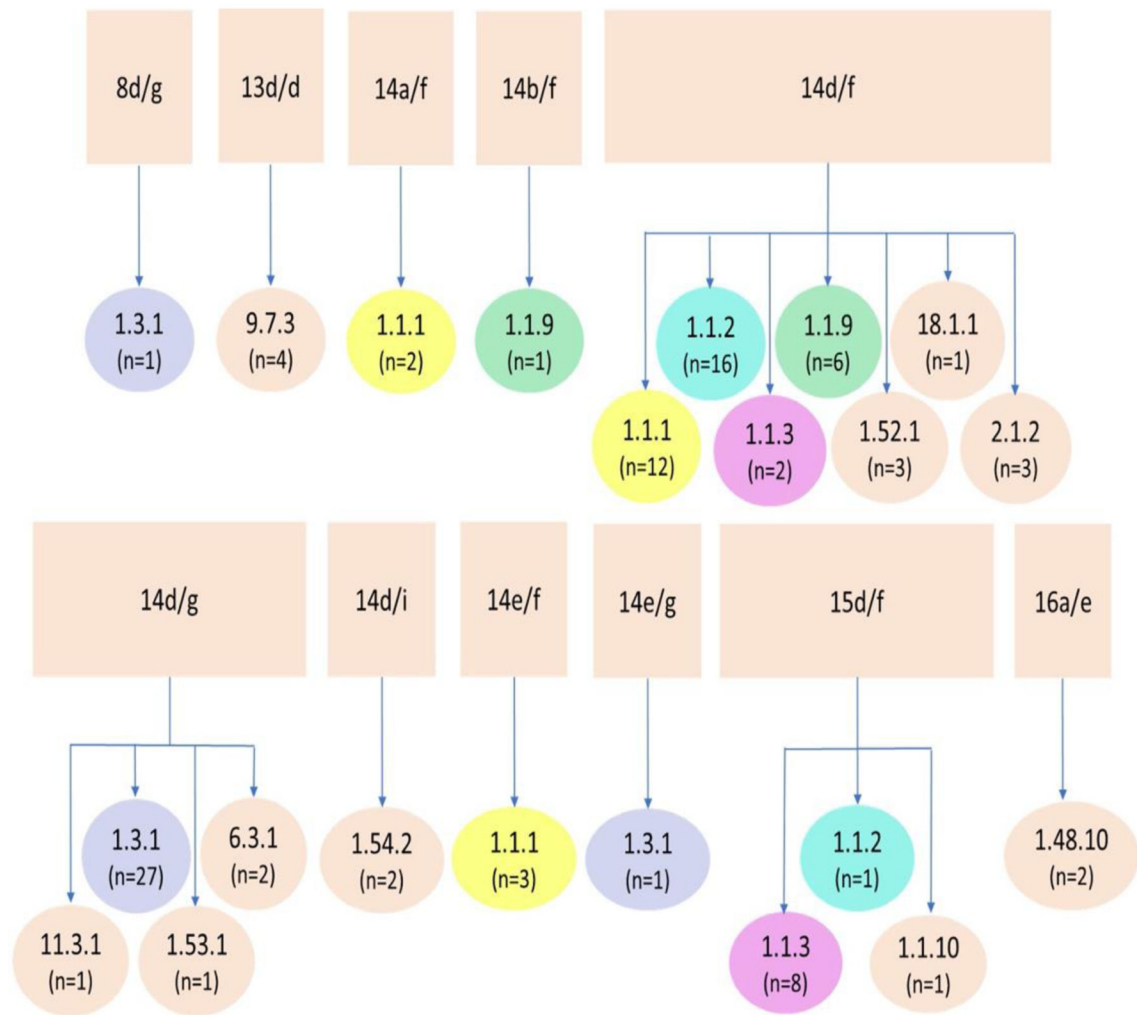 8d/g
13d/d
14a/f
14b/f
14d/f
1.3.1
(n=1)
9.7.3
(n=4)
1.1.1
(n=2)
1.1.9
(n=1)
1.1.2
(n=16)
1.1.9
(n=6)
18.1.1
(n=1)
1.1.1
(n=12)
1.1.3
(n=2)
1.52.1
(n=3)
2.1.2
(n=3)
14d/g
14d/i
14e/f
14e/g
15d/f
16a/e
1.3.1
(n=27)
6.3.1
(n=2)
1.54.2
(n=2)
1.1.1
(n=3)
1.3.1
(n=1)
1.1.2
(n=1)
1.48.10
(n=2)
11.3.1
(n=1)
1.53.1
(n=1)
1.1.3
(n=8)
1.1.10
(n=1)